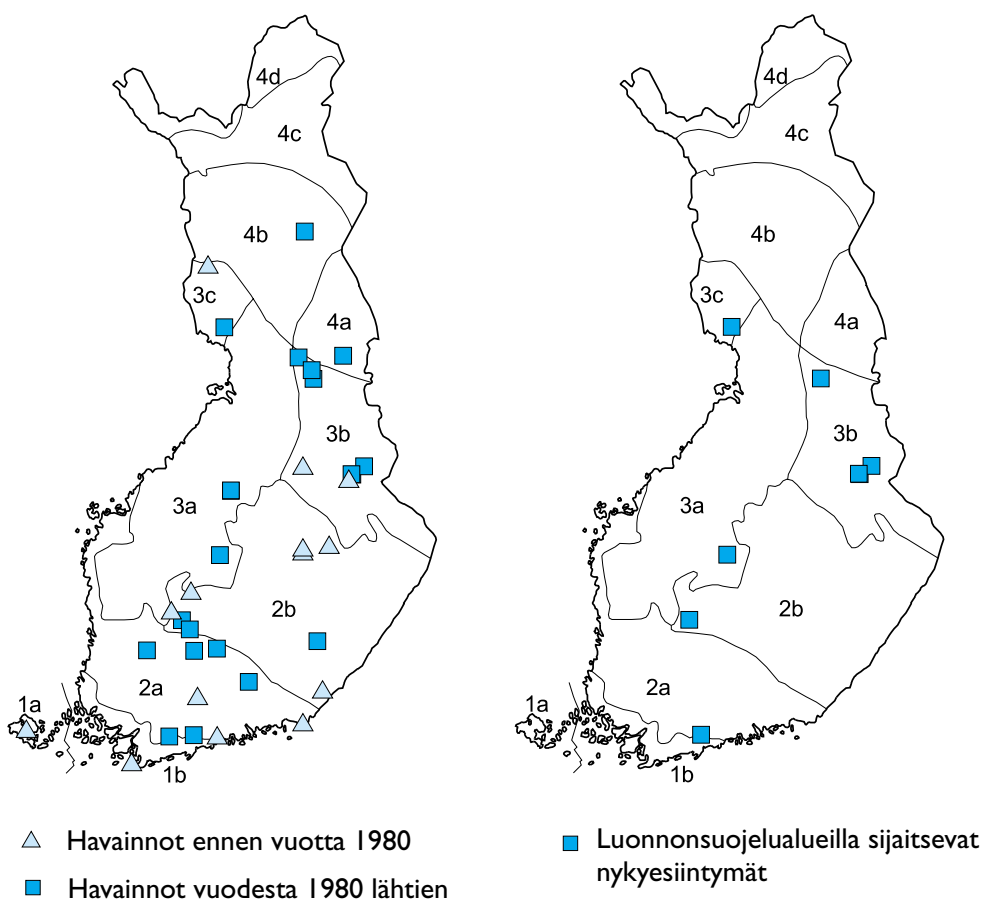 4d
4c
4b
3c
4a
3b
3a
2b
2a
1a
1b
Havainnot ennen vuotta 1980
Havainnot vuodesta 1980 lähtien
4d
4c
4b
3c
4a
3b
3a
2b
2a
1a
1b
Luonnonsuojelualueilla sijaitsevat
nykyesiintymät